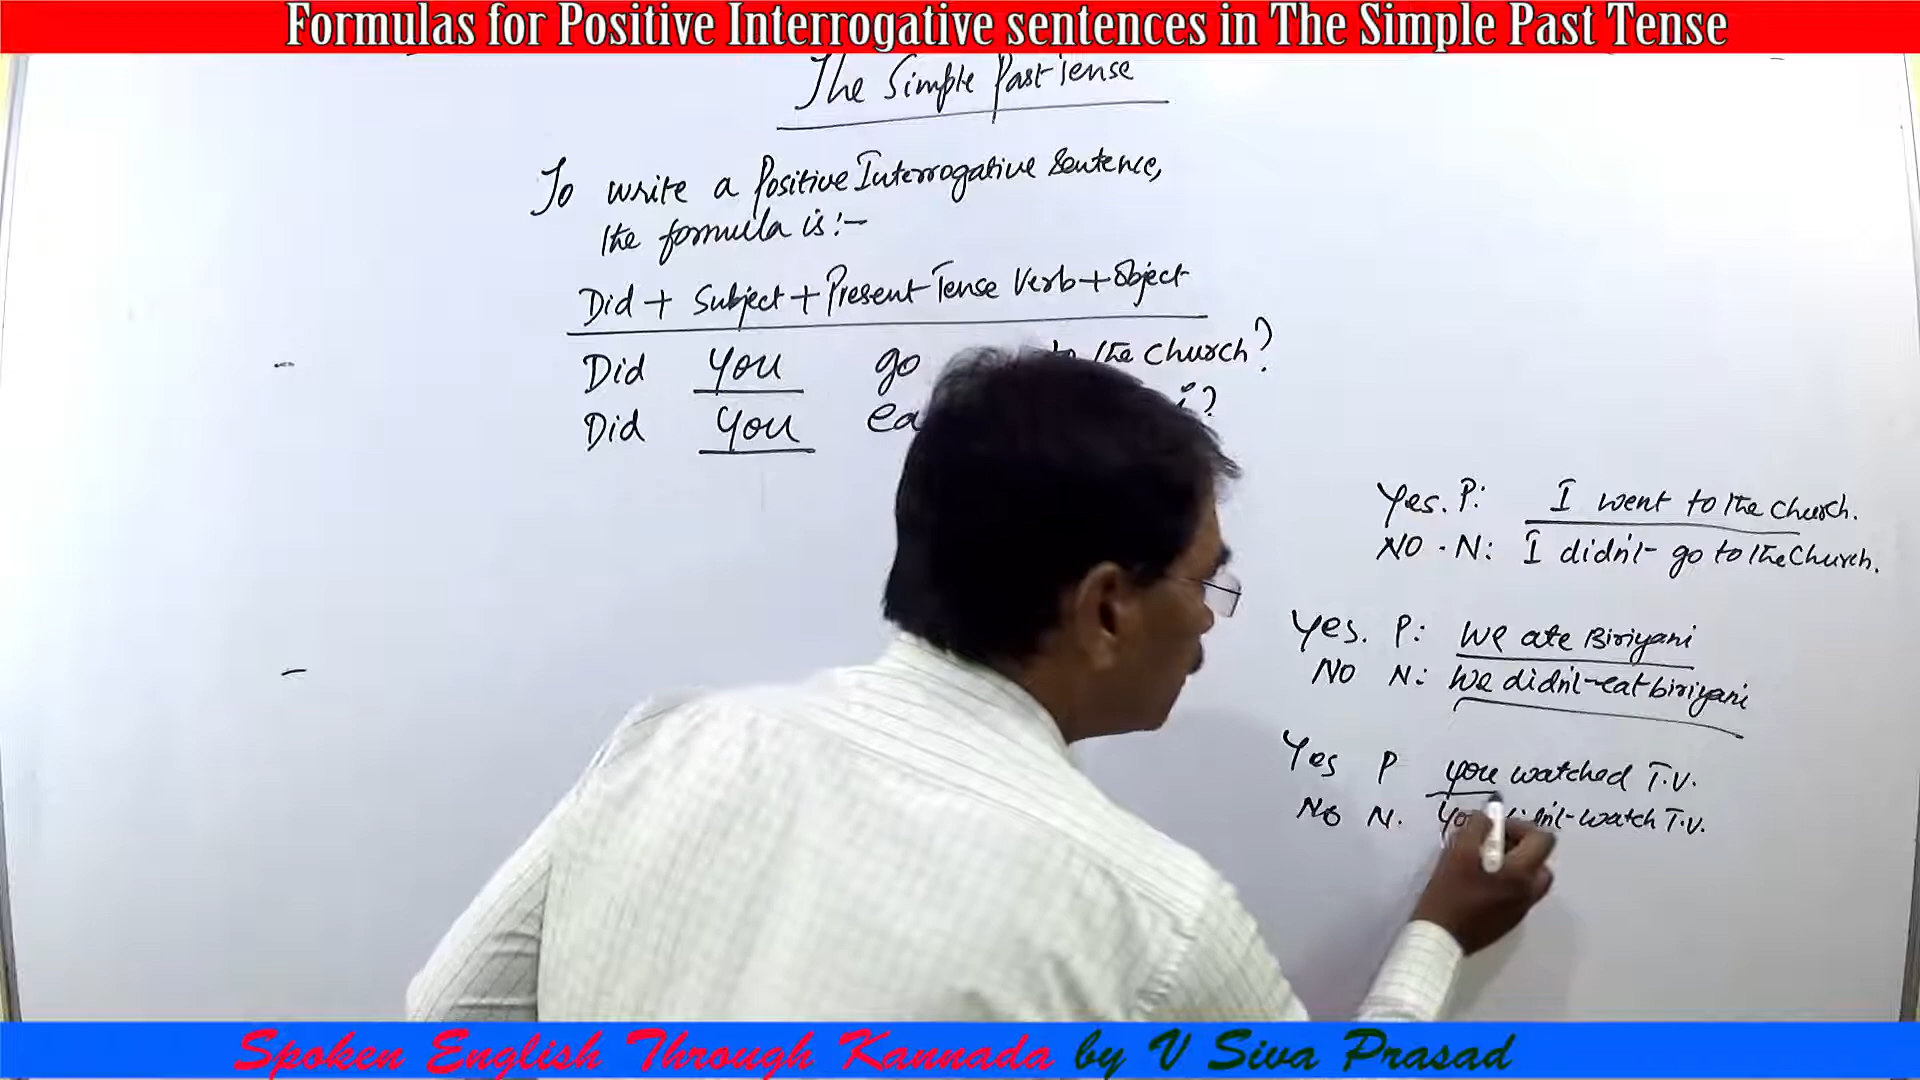 Formulas for Positive Interrogative sentences in The Simple Past Tense
The Simple Past Tense
To write a Positive Interrogative Sentence,
the formula is :-
Did + Subject + Present Tense Verb + Object
Did you go the church?
Did you
Yes. P: I went to the church.
NO . N: I didn't go to the church.
Yes. P: We ate Biriyani
NO N: We didn't eat biriyani
Yes P you watched T.V.
No N. watch T.V.
Spoken English Through Kannada by V Siva Prasad